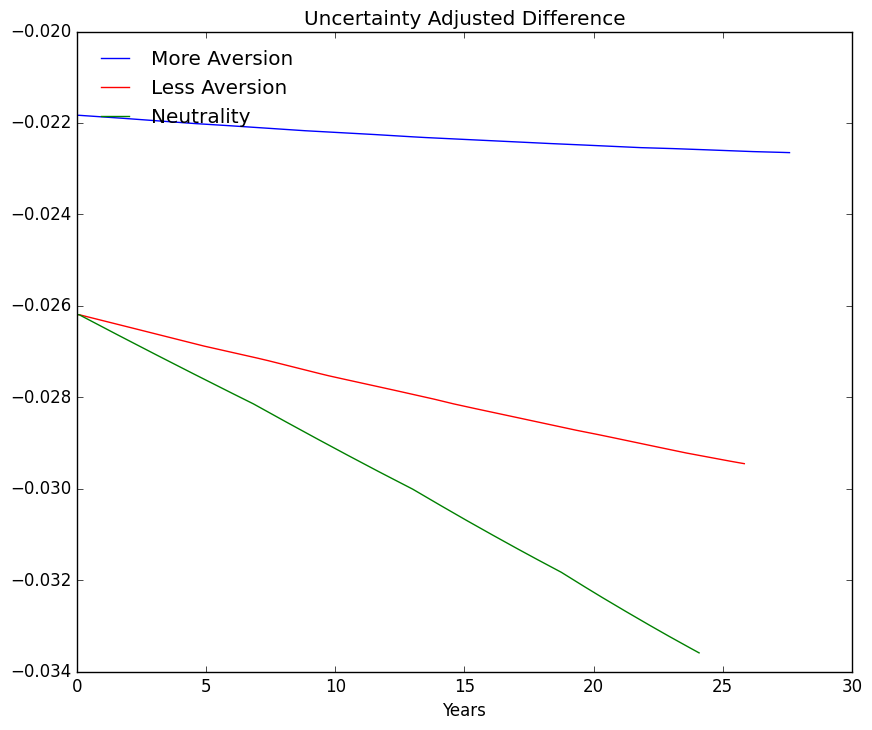 Uncertainty Adjusted Difference
−0.020
More Aversion
Less Aversion
Neutrality
−0.022
−0.024
−0.026
−0.028
−0.030
−0.032
−0.034
0 5 10 15 20 25 30
Years